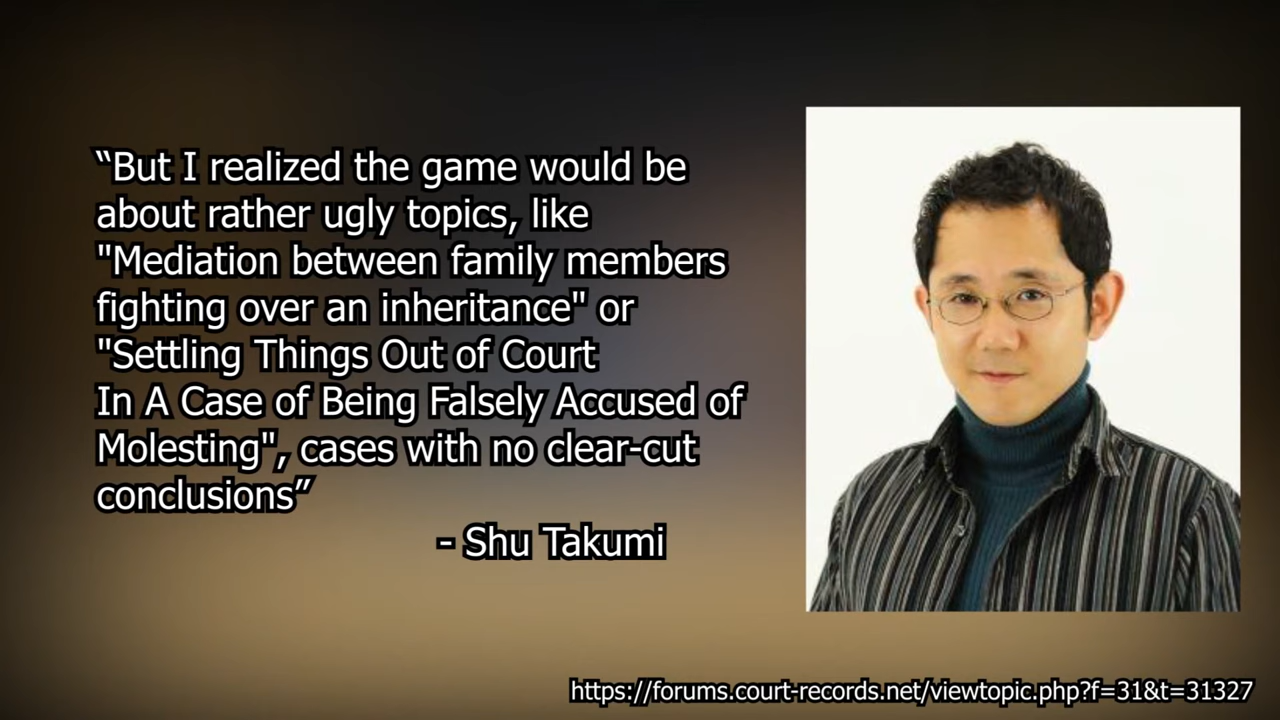 “But I realized the game would be
about rather ugly topics, like
"Mediation between family members
fighting over an inheritance" or
"Settling Things Out of Court
In A Case of Being Falsely Accused of
Molesting", cases with no clear-cut
conclusions”
- Shu Takumi
https://forums.court-records.net/viewtopic.php?f=31&t=31327